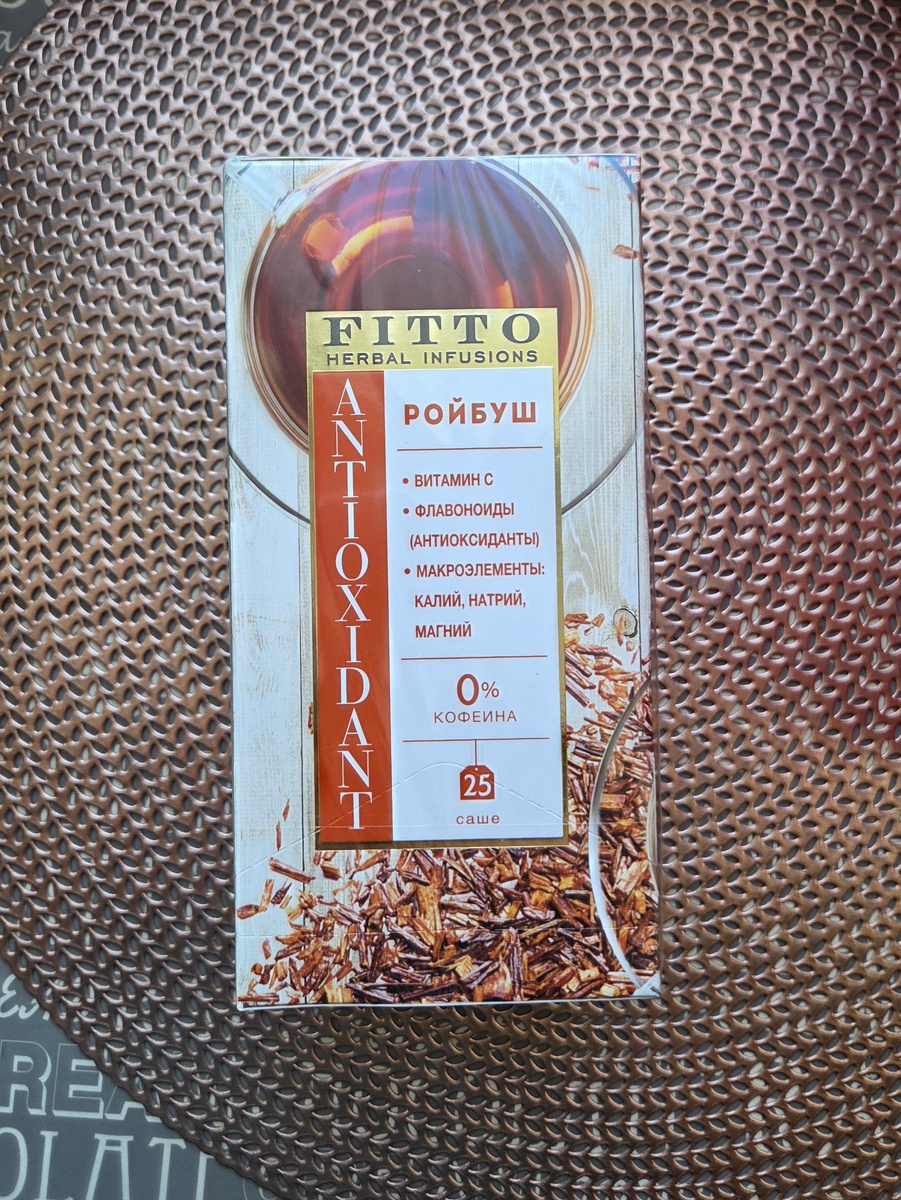 FITTO
HERBAL INFUSIONS
ANTIOXIDANT
РОЙБУШ
• ВИТАМИН С
• ФЛАВОНОИДЫ
(АНТИОКСИДАНТЫ)
• МАКРОЭЛЕМЕНТЫ:
КАЛИЙ, НАТРИЙ,
МАГНИЙ
0%
КОФЕИНА
25
саше